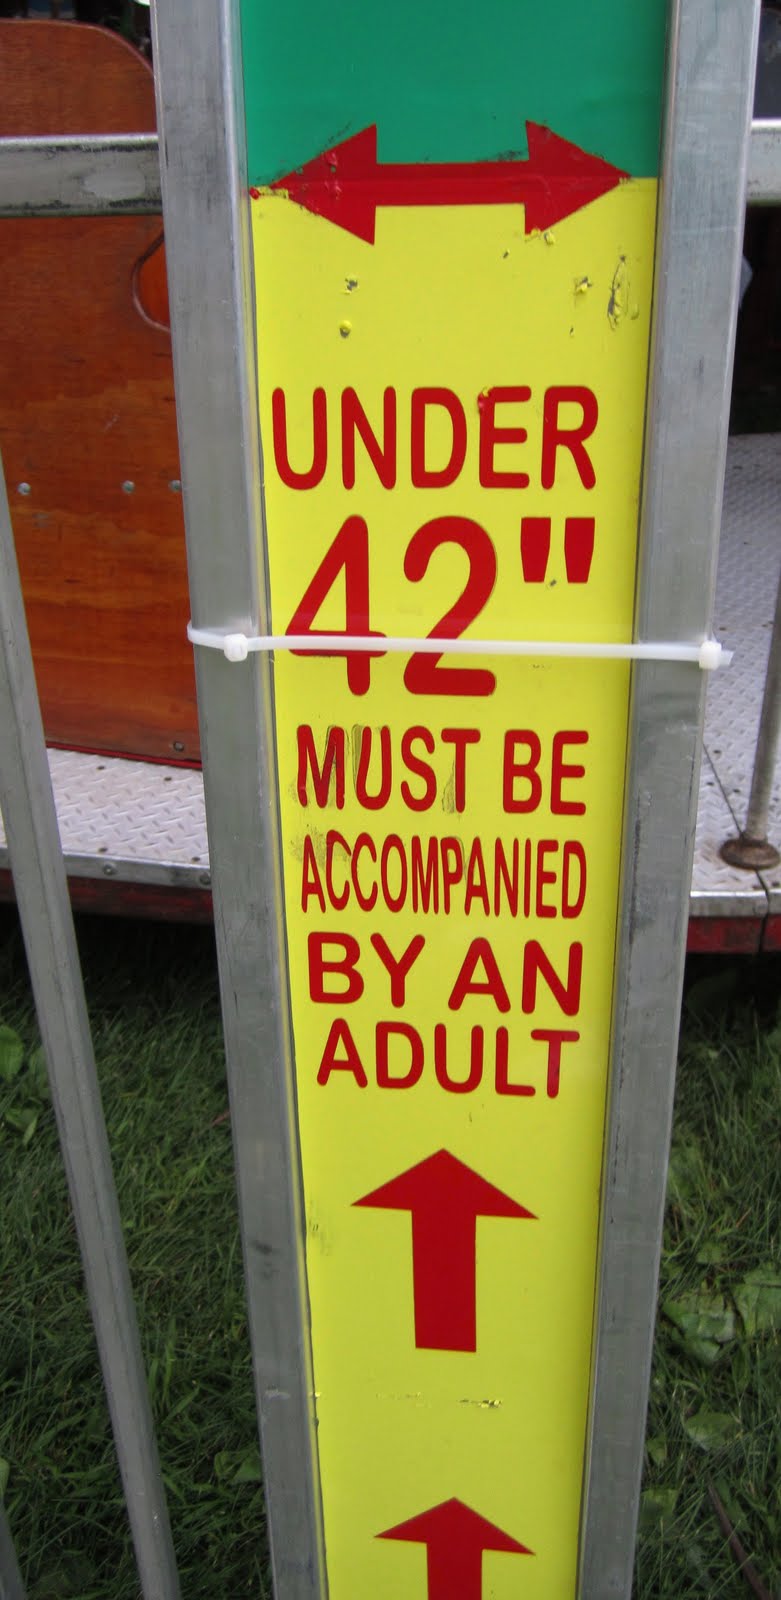 UNDER
42"
MUST BE
ACCOMPANIED
BY AN
ADULT